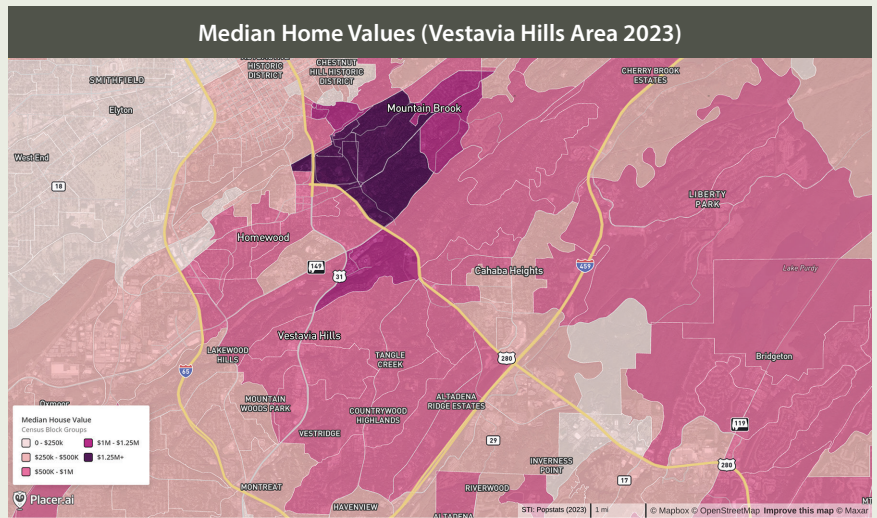 Median Home Values (Vestavia Hills Area 2023)
HISTORIC
DISTRICT
CHESTNUT
HILL HISTORIC
DISTRICT
CHERRY BROOK
ESTATES
SMITHFIELD
Elyton
Mountain Brook
West End
18
LIBERTY
PARK
Homewood
149
31
Cahaba Heights
459
Lake Purdy
Vestavia Hills
LAKEWOOD
HILLS
TANGLE
CREEK
280
Bridgeton
65
MOUNTAIN
WOODS PARK
ALTADENA
RIDGE ESTATES
COUNTRYWOOD
HIGHLANDS
Oxmoor
VESTRIDGE
29
119
INVERNESS
POINT
280
17
MONTREAT
RIVERWOOD
HAVENVIEW
ALTADENA
MT
Median House Value
Census Block Groups
0 - $250k
$1M - $1.25M
$250k - $500K
$1.25M+
$500K - $1M
Placer.ai
STI: Popstats (2023)
1 mi
© Mapbox © OpenStreetMap Improve this map © Maxar